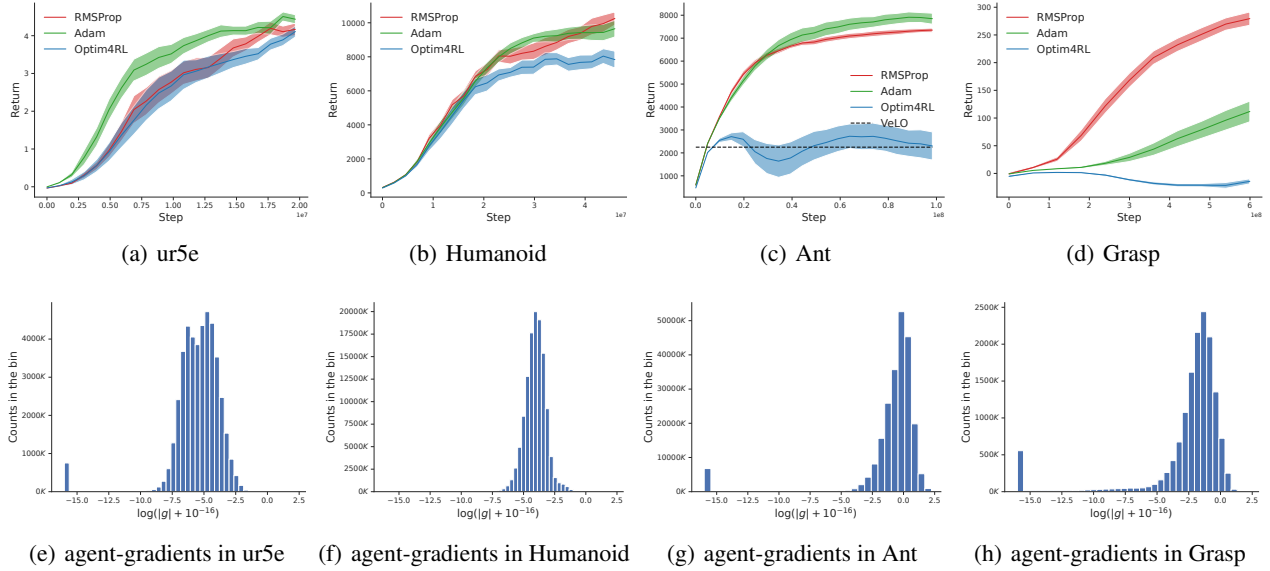 RMSProp
Adam
Optim4RL
Return
4
3
2
1
0
0.00 0.25 0.50 0.75 1.00 1.25 1.50 1.75 2.00
1e7
Step
(a) ur5e
RMSProp
Adam
Optim4RL
Return
10000
8000
6000
4000
2000
0
0 1 2 3 4
1e7
Step
(b) Humanoid
RMSProp
Adam
Optim4RL
VeLO
Return
8000
7000
6000
5000
4000
3000
2000
1000
0.0 0.2 0.4 0.6 0.8 1.0
1e8
Step
(c) Ant
RMSProp
Adam
Optim4RL
Return
300
250
200
150
100
50
0
0 1 2 3 4 5 6
1e8
Step
(d) Grasp
Counts in the bin
4000K
3000K
2000K
1000K
0K
−15.0 −10.0 −7.5 −5.0 −2.5 0.0 2.5
log(|g| + 10⁻¹⁶)
(e) agent-gradients in ur5e
Counts in the bin
20000K
17500K
15000K
12500K
10000K
7500K
5000K
2500K
0K
−15.0 −10.0 −7.5 −5.0 −2.5 0.0 2.5
log(|g| + 10⁻¹⁶)
(f) agent-gradients in Humanoid
Counts in the bin
50000K
40000K
30000K
20000K
10000K
0K
−15.0 −10.0 −7.5 −5.0 −2.5 0.0 2.5
log(|g| + 10⁻¹⁶)
(g) agent-gradients in Ant
Counts in the bin
2500K
2000K
1500K
1000K
500K
0K
−15.0 −10.0 −7.5 −5.0 −2.5 0.0 2.5
log(|g| + 10⁻¹⁶)
(h) agent-gradients in Grasp